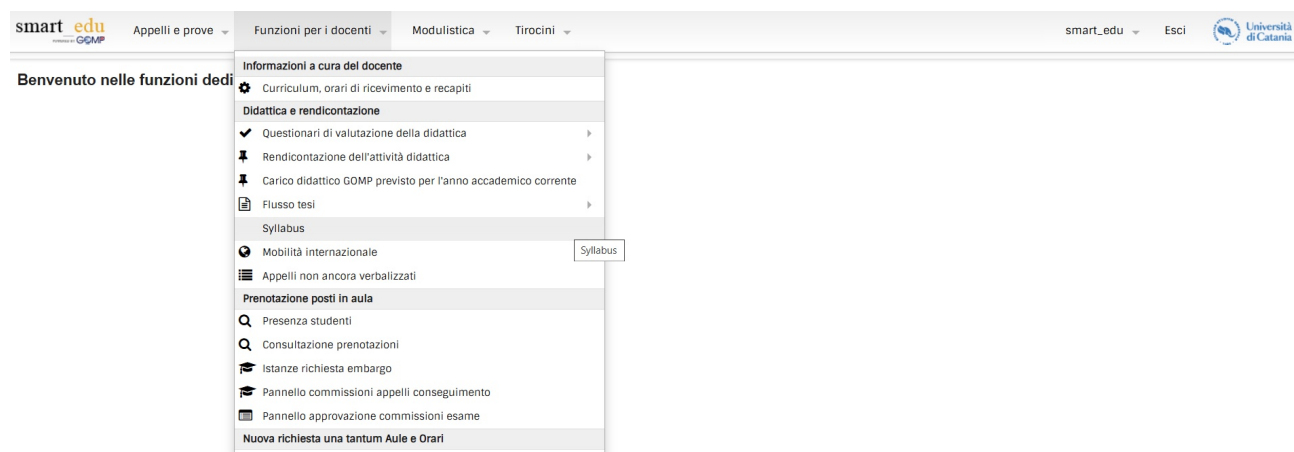 smart_edu
POWERED BY GOMP
Appelli e prove
Funzioni per i docenti
Modulistica
Tirocini
smart_edu
Esci
Università
di Catania
Benvenuto nelle funzioni dedi
Informazioni a cura del docente
Curriculum, orari di ricevimento e recapiti
Didattica e rendicontazione
Questionari di valutazione della didattica
Rendicontazione dell'attività didattica
Carico didattico GOMP previsto per l'anno accademico corrente
Flusso tesi
Syllabus
Syllabus
Mobilità internazionale
Appelli non ancora verbalizzati
Prenotazione posti in aula
Presenza studenti
Consultazione prenotazioni
Istanze richiesta embargo
Pannello commissioni appelli conseguimento
Pannello approvazione commissioni esame
Nuova richiesta una tantum Aule e Orari